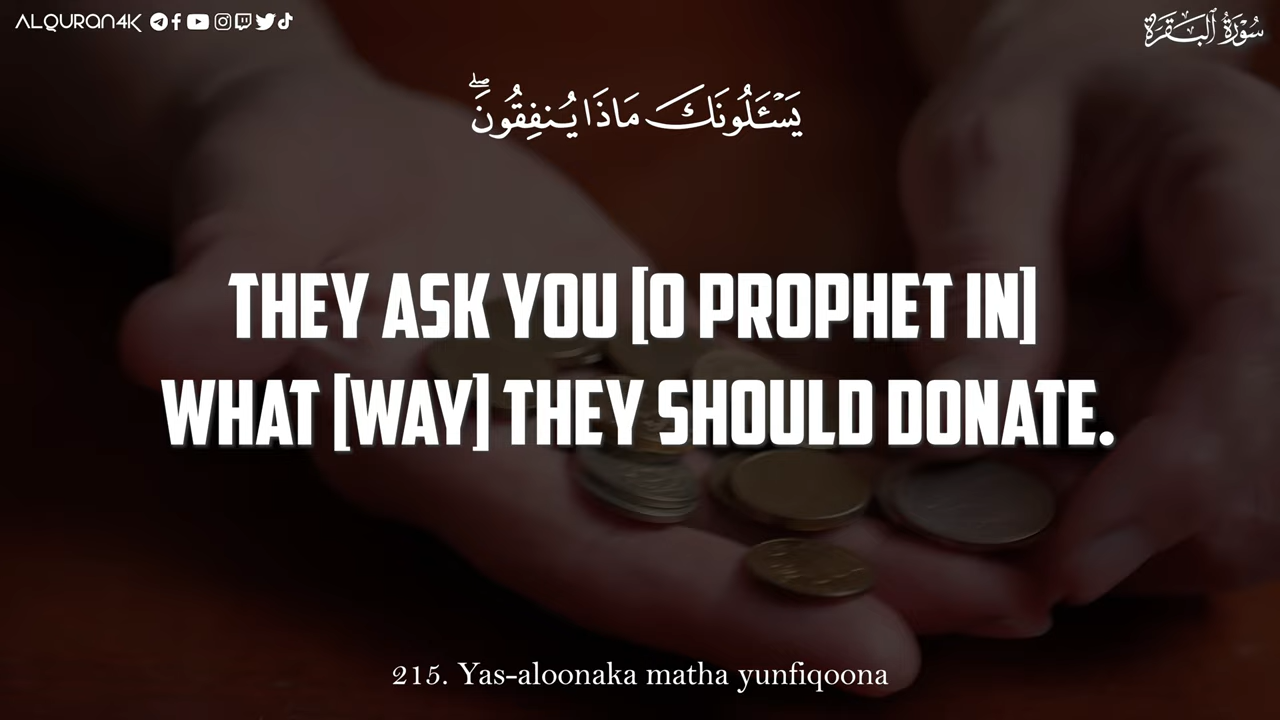 ALQURAN4K
سُورَةُ ٱلْبَقَرَةِ
يَسْـَٔلُونَكَ مَاذَا يُنفِقُونَ ۖ
THEY ASK YOU [O PROPHET IN]
WHAT [WAY] THEY SHOULD DONATE.
215. Yas-aloonaka matha yunfiqoona